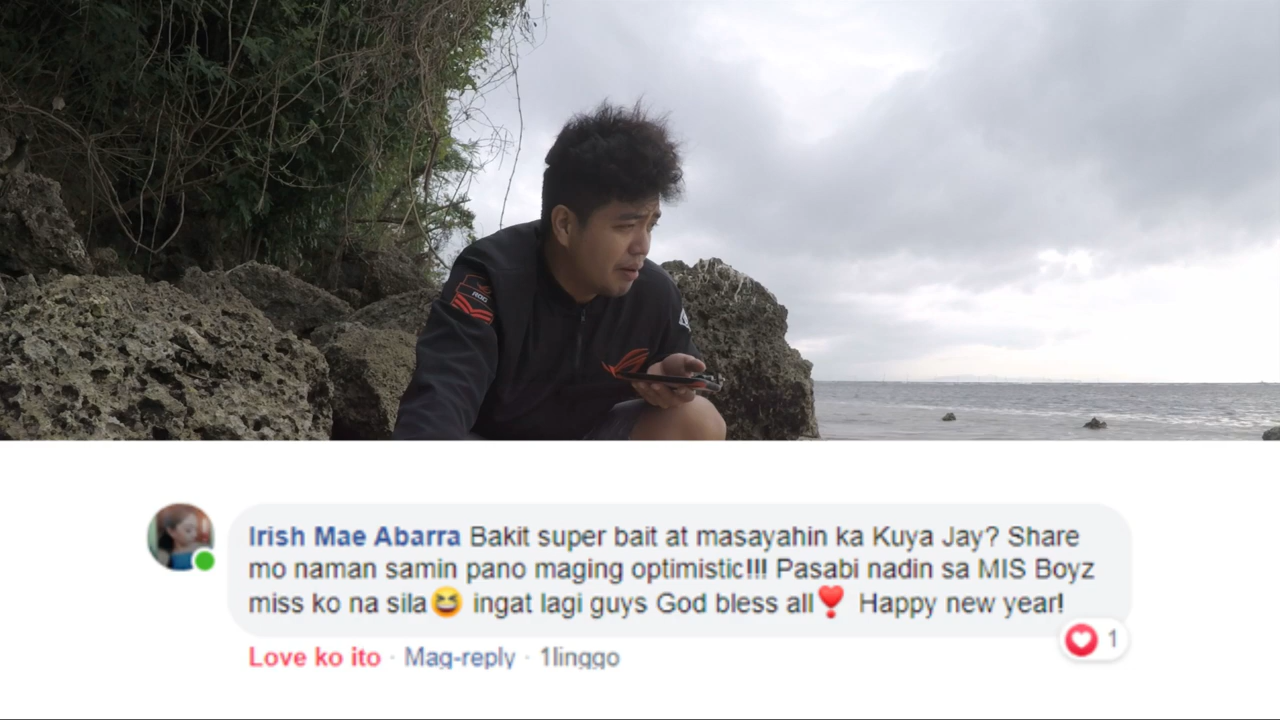 ROG
Irish Mae Abarra Bakit super bait at masayahin ka Kuya Jay? Share
mo naman samin pano maging optimistic!!! Pasabi nadin sa MIS Boyz
miss ko na sila😆 ingat lagi guys God bless all❣️ Happy new year!
1
Love ko ito · Mag-reply · 1linggo